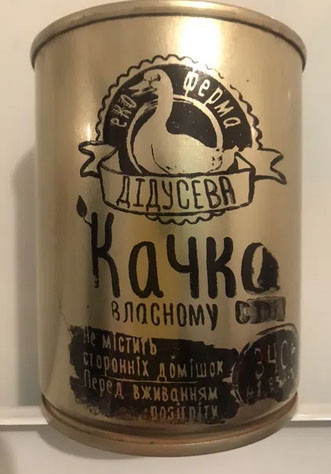 еко ферма
ДІДУСЕВА
Качка
власному
Не містить
сторонніх домішок
Перед вживанням
розігріти